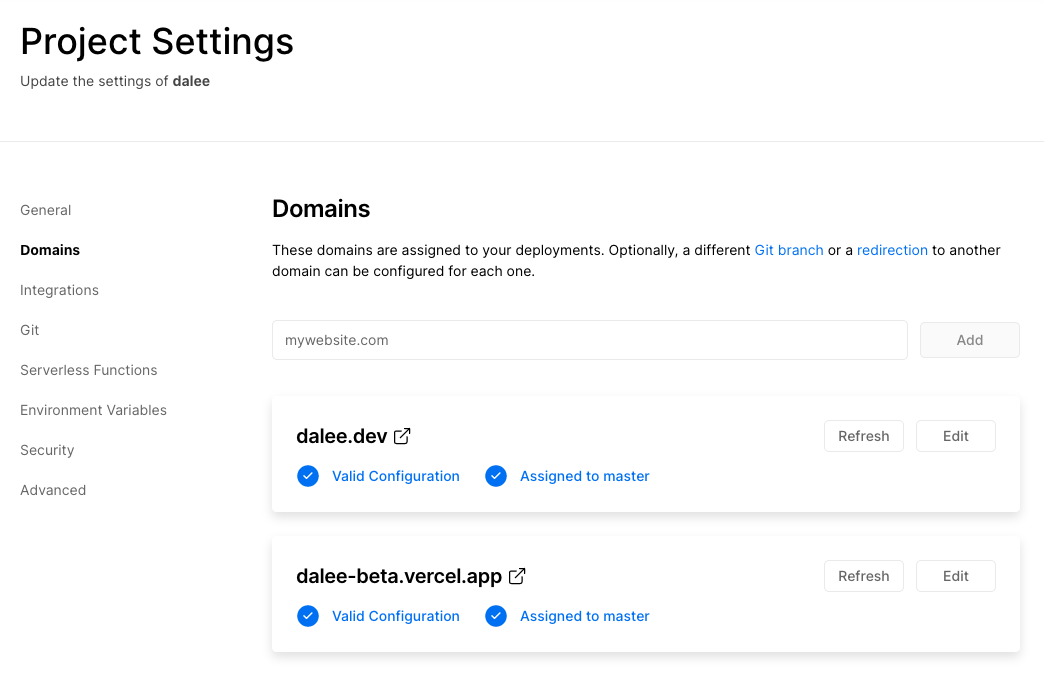 Project Settings
Update the settings of dalee
General
Domains
Integrations
Git
Serverless Functions
Environment Variables
Security
Advanced
Domains
These domains are assigned to your deployments. Optionally, a different Git branch or a redirection to another
domain can be configured for each one.
mywebsite.com
Add
dalee.dev
Refresh
Edit
Valid Configuration
Assigned to master
dalee-beta.vercel.app
Refresh
Edit
Valid Configuration
Assigned to master